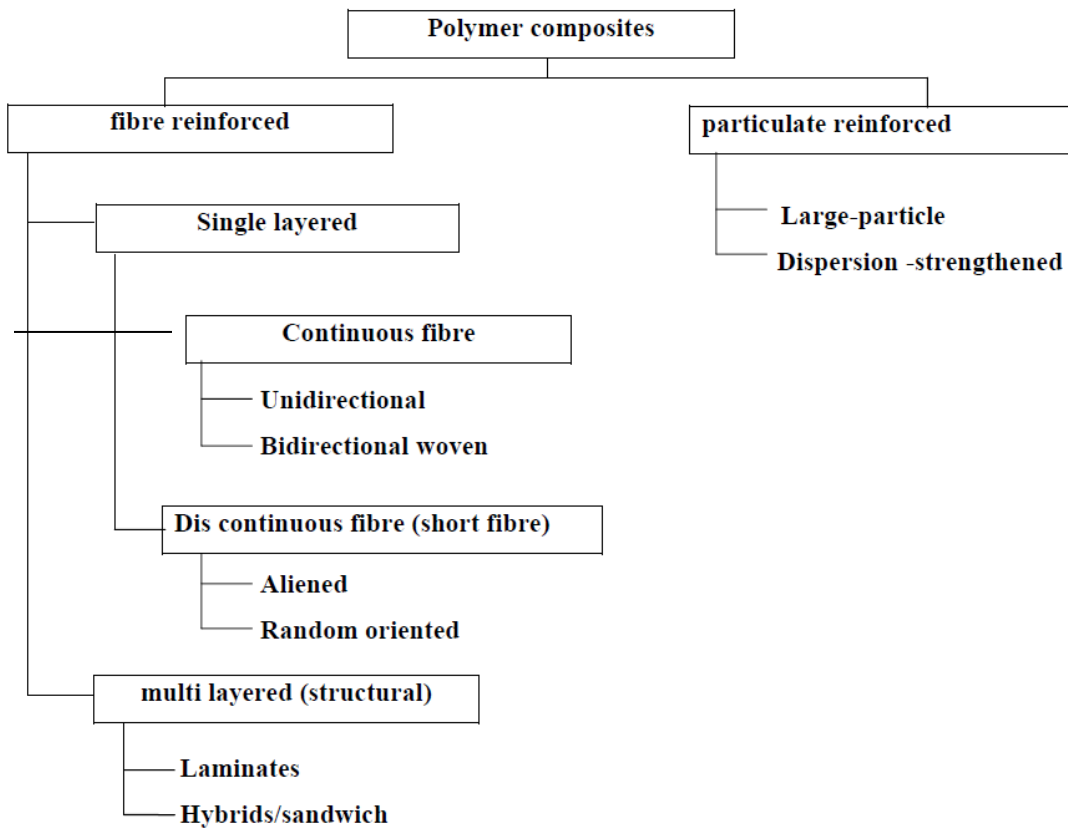 Polymer composites
fibre reinforced
particulate reinforced
Single layered
Large-particle
Dispersion -strengthened
Continuous fibre
Unidirectional
Bidirectional woven
Dis continuous fibre (short fibre)
Aliened
Random oriented
multi layered (structural)
Laminates
Hybrids/sandwich